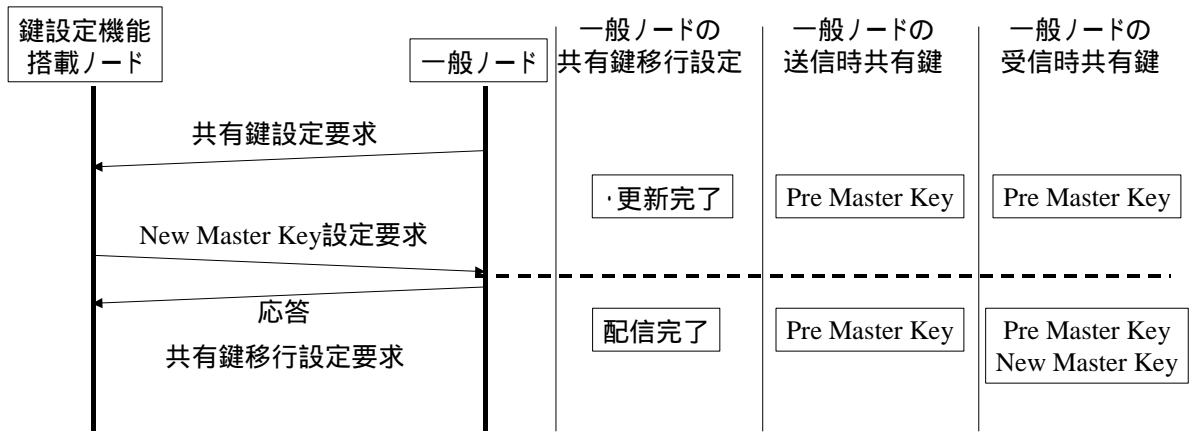 鍵設定機能
搭載ノード
一般ノード
一般ノードの
共有鍵移行設定
一般ノードの
送信時共有鍵
一般ノードの
受信時共有鍵
共有鍵設定要求
･更新完了
Pre Master Key
Pre Master Key
New Master Key設定要求
応答
配信完了
Pre Master Key
Pre Master Key
New Master Key
共有鍵移行設定要求